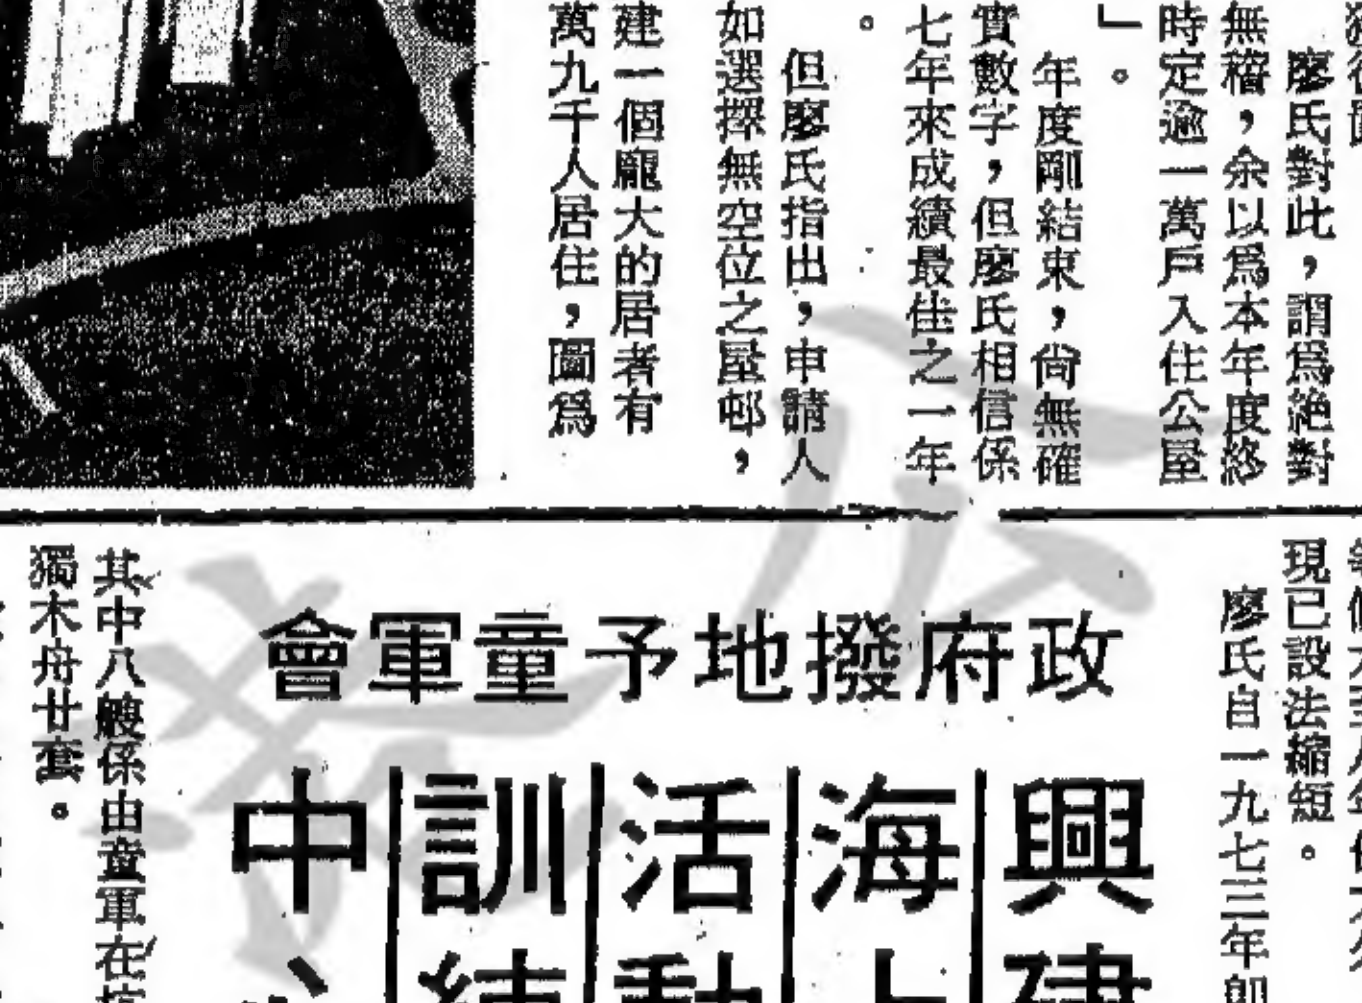 廖氏對此，謂爲絶對
無稽，余以爲本年度終
時定逾一萬戶入住公屋
」。
年度剛結束，尙無確
實數字，但廖氏相信係
七年來成績最佳之一年
。
但廖氏指出，申請人
如選擇無空位之屋邨，
建一個龐大的居者有
萬九千人居住，圖爲
現已設法縮短。
廖氏自一九七三年卽
政府撥地予童軍會
興建
海上
活動
訓練
中心
其中八艘係由童軍在
獨木舟廿套。